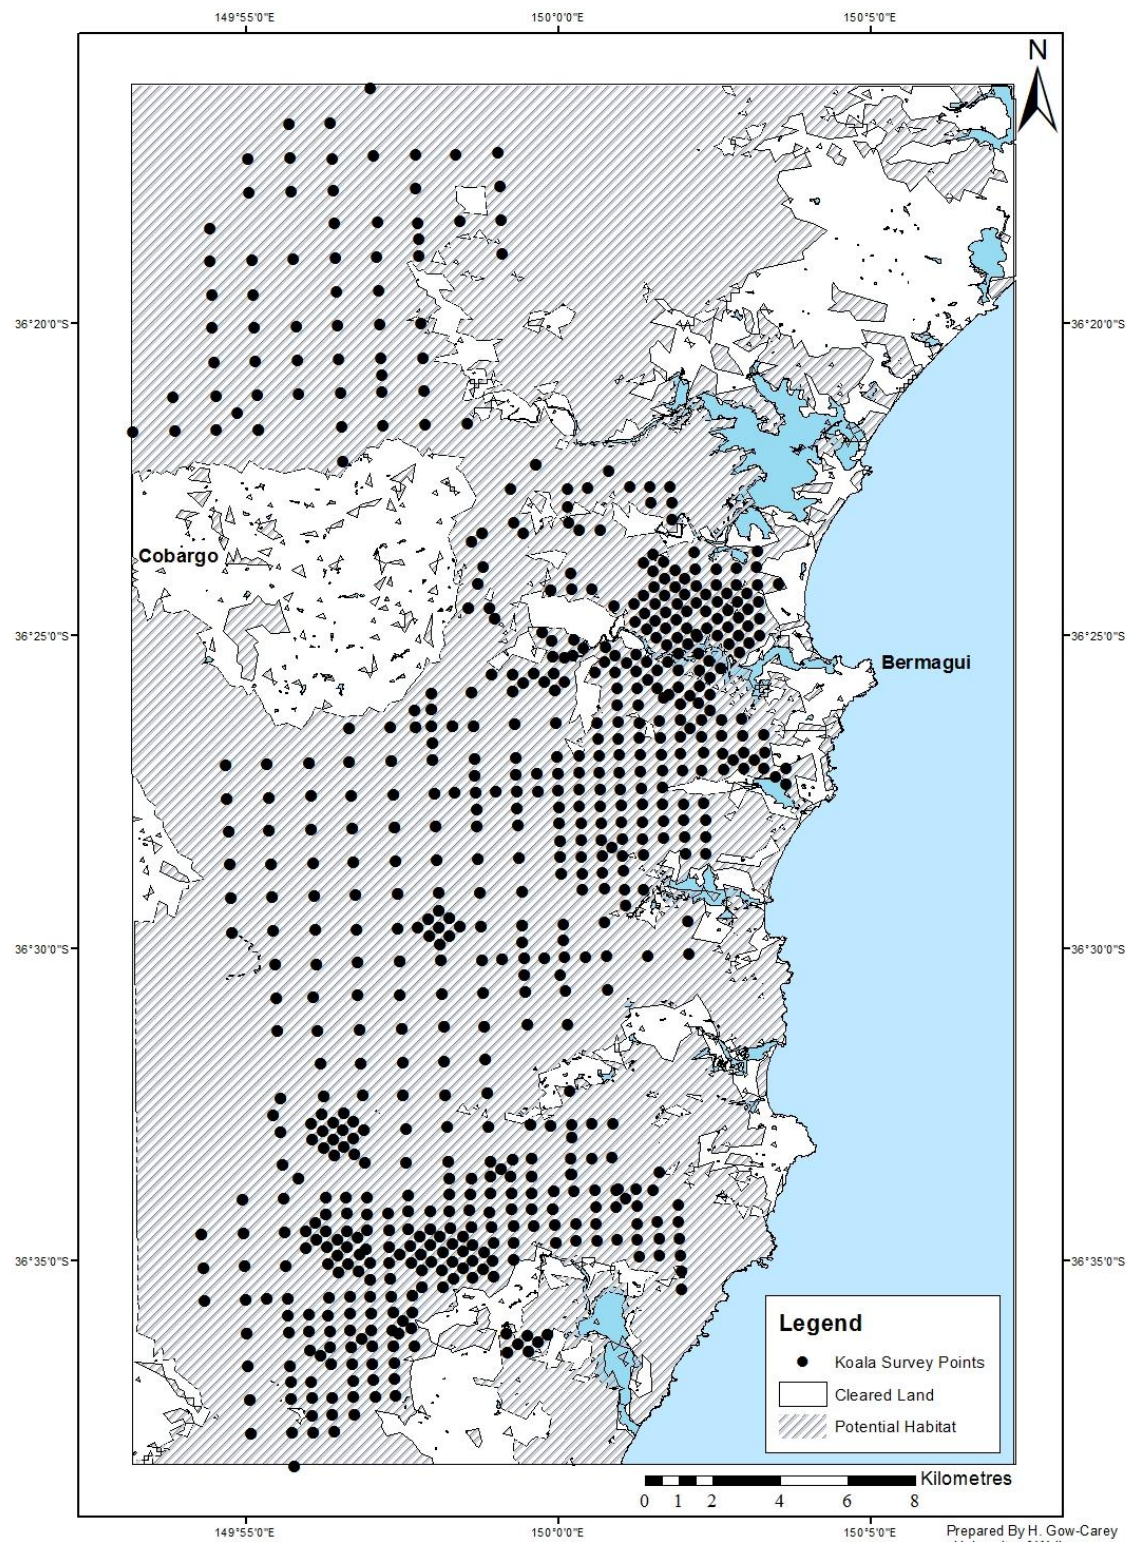 149°55'0"E 150°0'0"E 150°5'0"E
N
36°20'0"S 36°20'0"S
Cobargo
36°25'0"S 36°25'0"S
Bermagui
36°30'0"S 36°30'0"S
36°35'0"S 36°35'0"S
Legend
Koala Survey Points
Cleared Land
Potential Habitat
Kilometres
0 1 2 4 6 8
149°55'0"E 150°0'0"E 150°5'0"E
Prepared By H. Gow-Carey